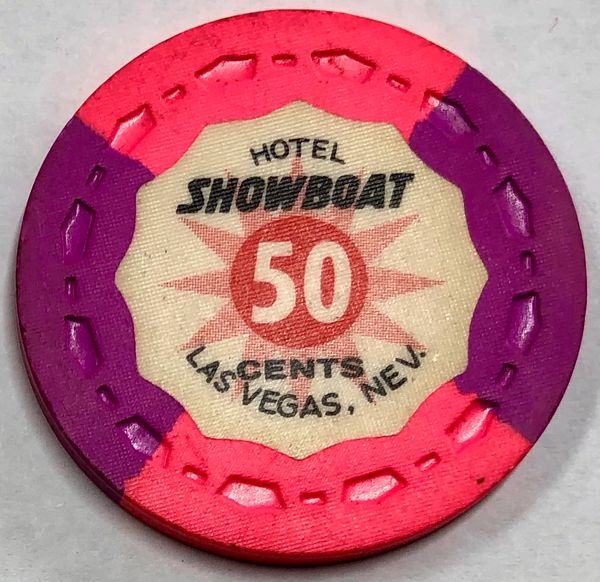 HOTEL
SHOWBOAT
50
CENTS
LAS VEGAS, NEV.